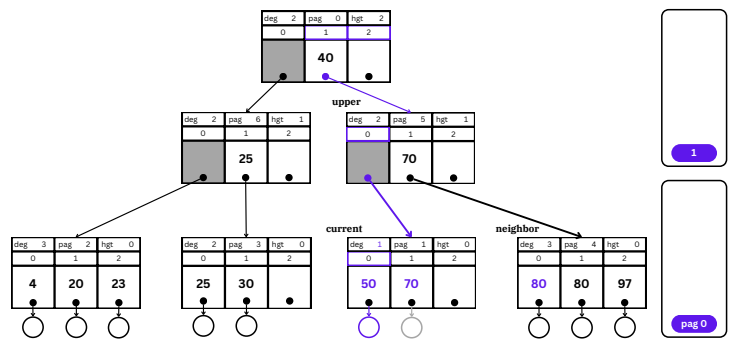 deg 2 pag 0 hgt 2
0 1 2
40
1
upper
deg 2 pag 6 hgt 1
0 1 2
25
deg 2 pag 5 hgt 1
0 1 2
70
current
neighbor
deg 3 pag 2 hgt 0
0 1 2
4 20 23
deg 2 pag 3 hgt 0
0 1 2
25 30
deg 1 pag 1 hgt 0
0 1 2
50 70
deg 3 pag 4 hgt 0
0 1 2
80 80 97
pag 0